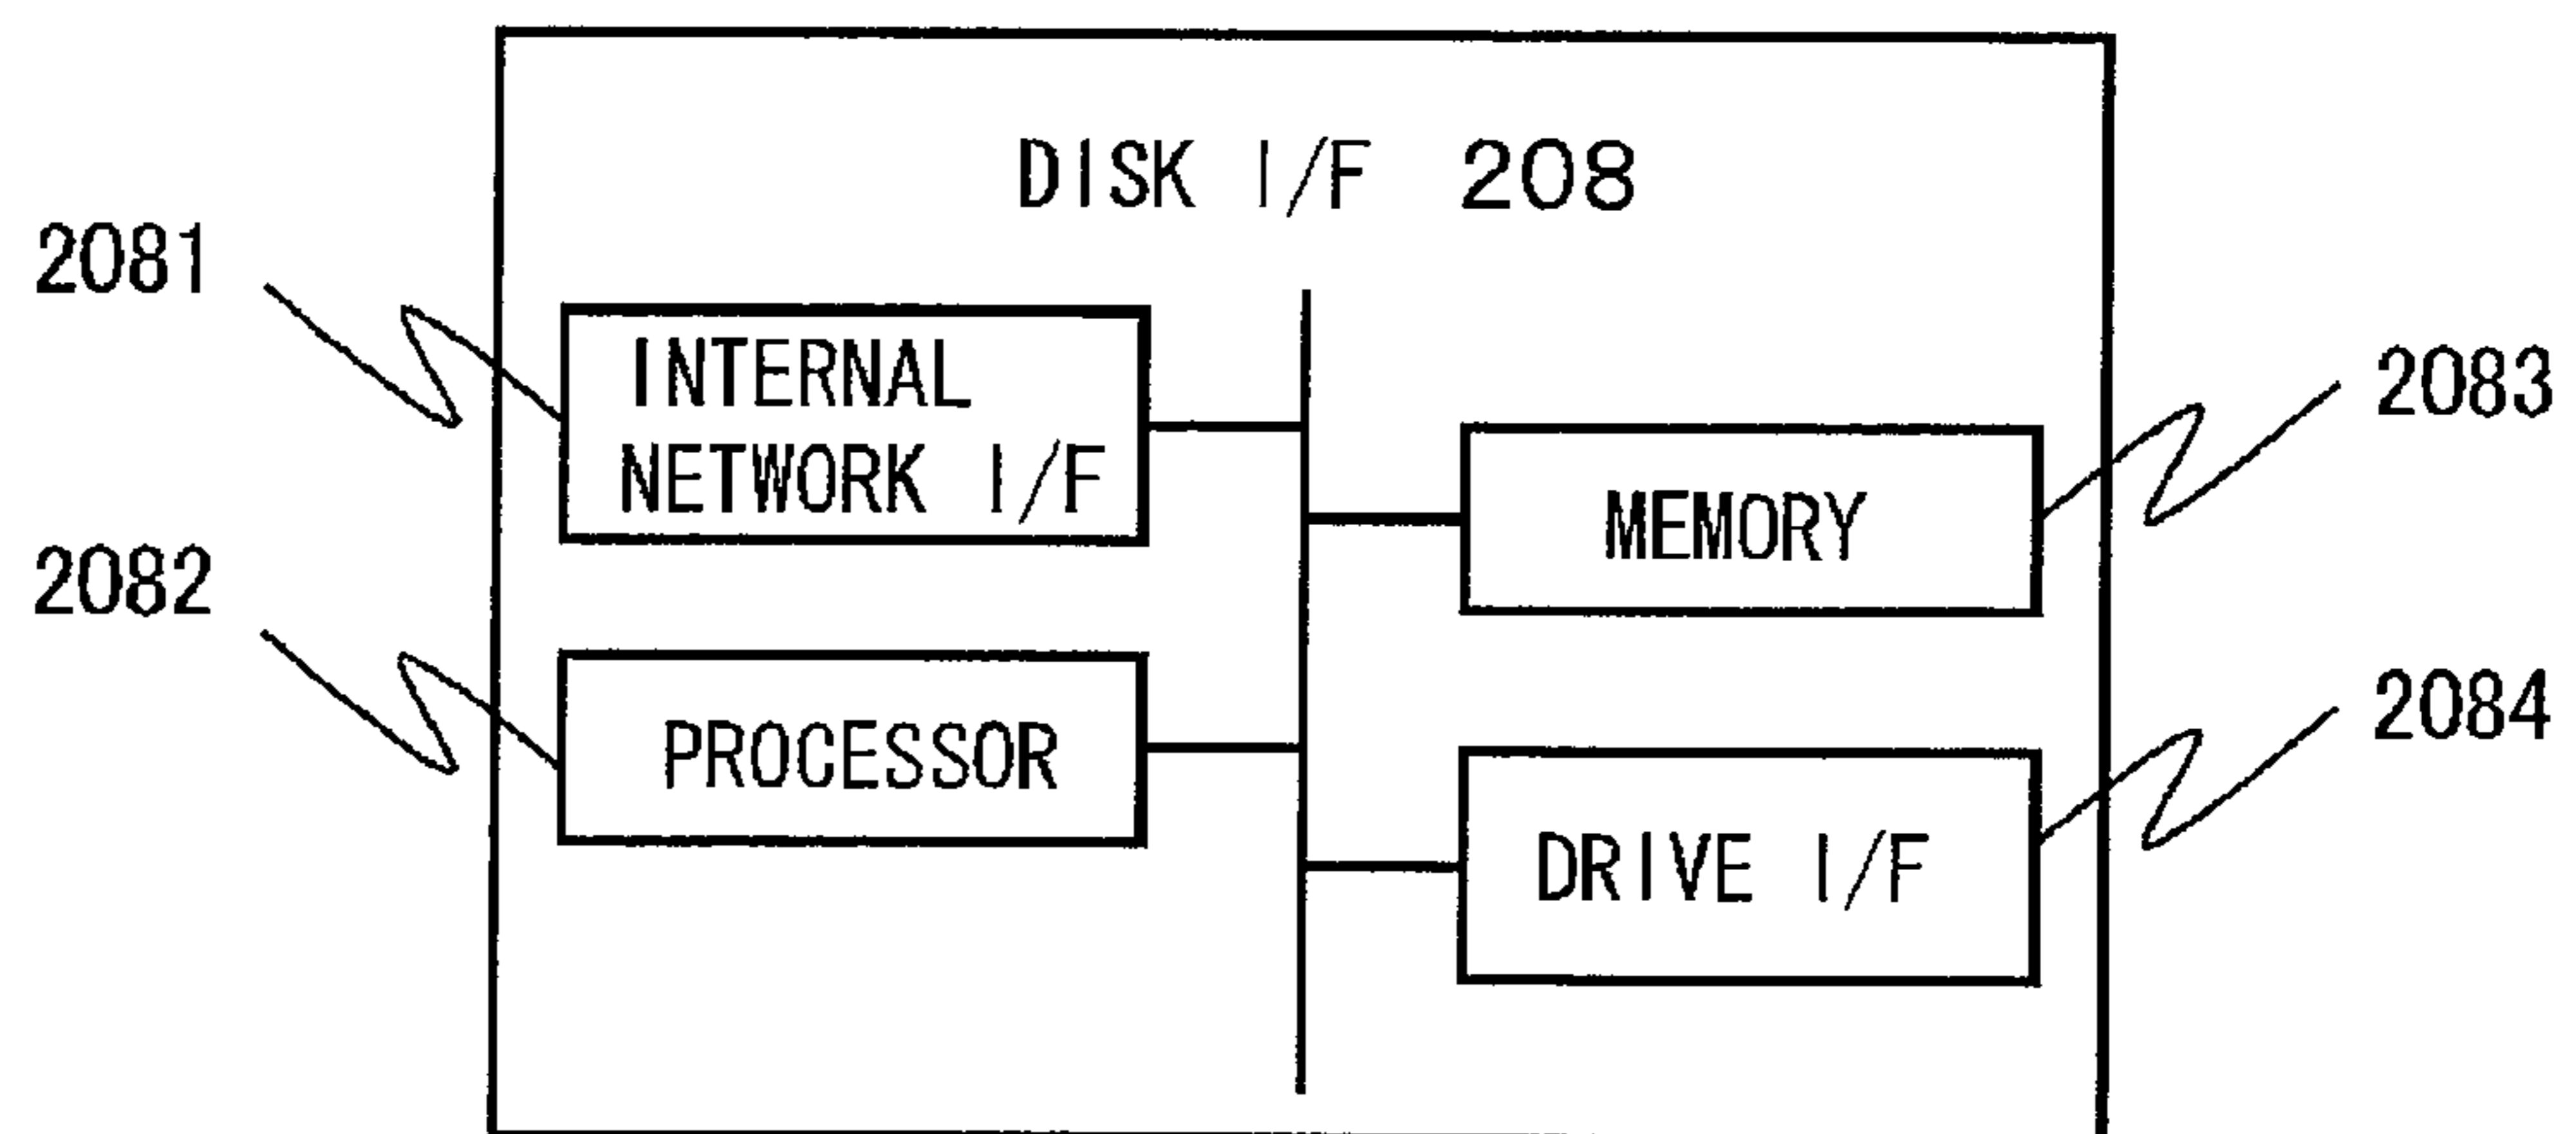 DISK I/F 208
2081
INTERNAL
NETWORK I/F
2083
MEMORY
2082
PROCESSOR
2084
DRIVE I/F